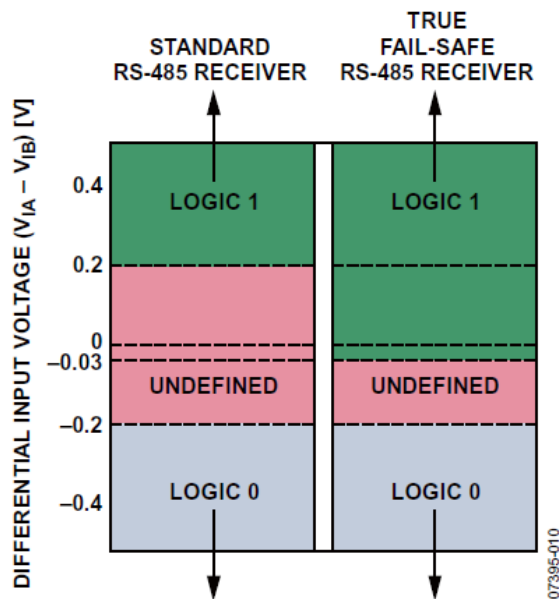 STANDARD
RS-485 RECEIVER
TRUE
FAIL-SAFE
RS-485 RECEIVER
DIFFERENTIAL INPUT VOLTAGE (VIA – VIB) [V]
0.4
0.2
0
–0.03
–0.2
–0.4
LOGIC 1
UNDEFINED
LOGIC 0
LOGIC 1
UNDEFINED
LOGIC 0
07395-010